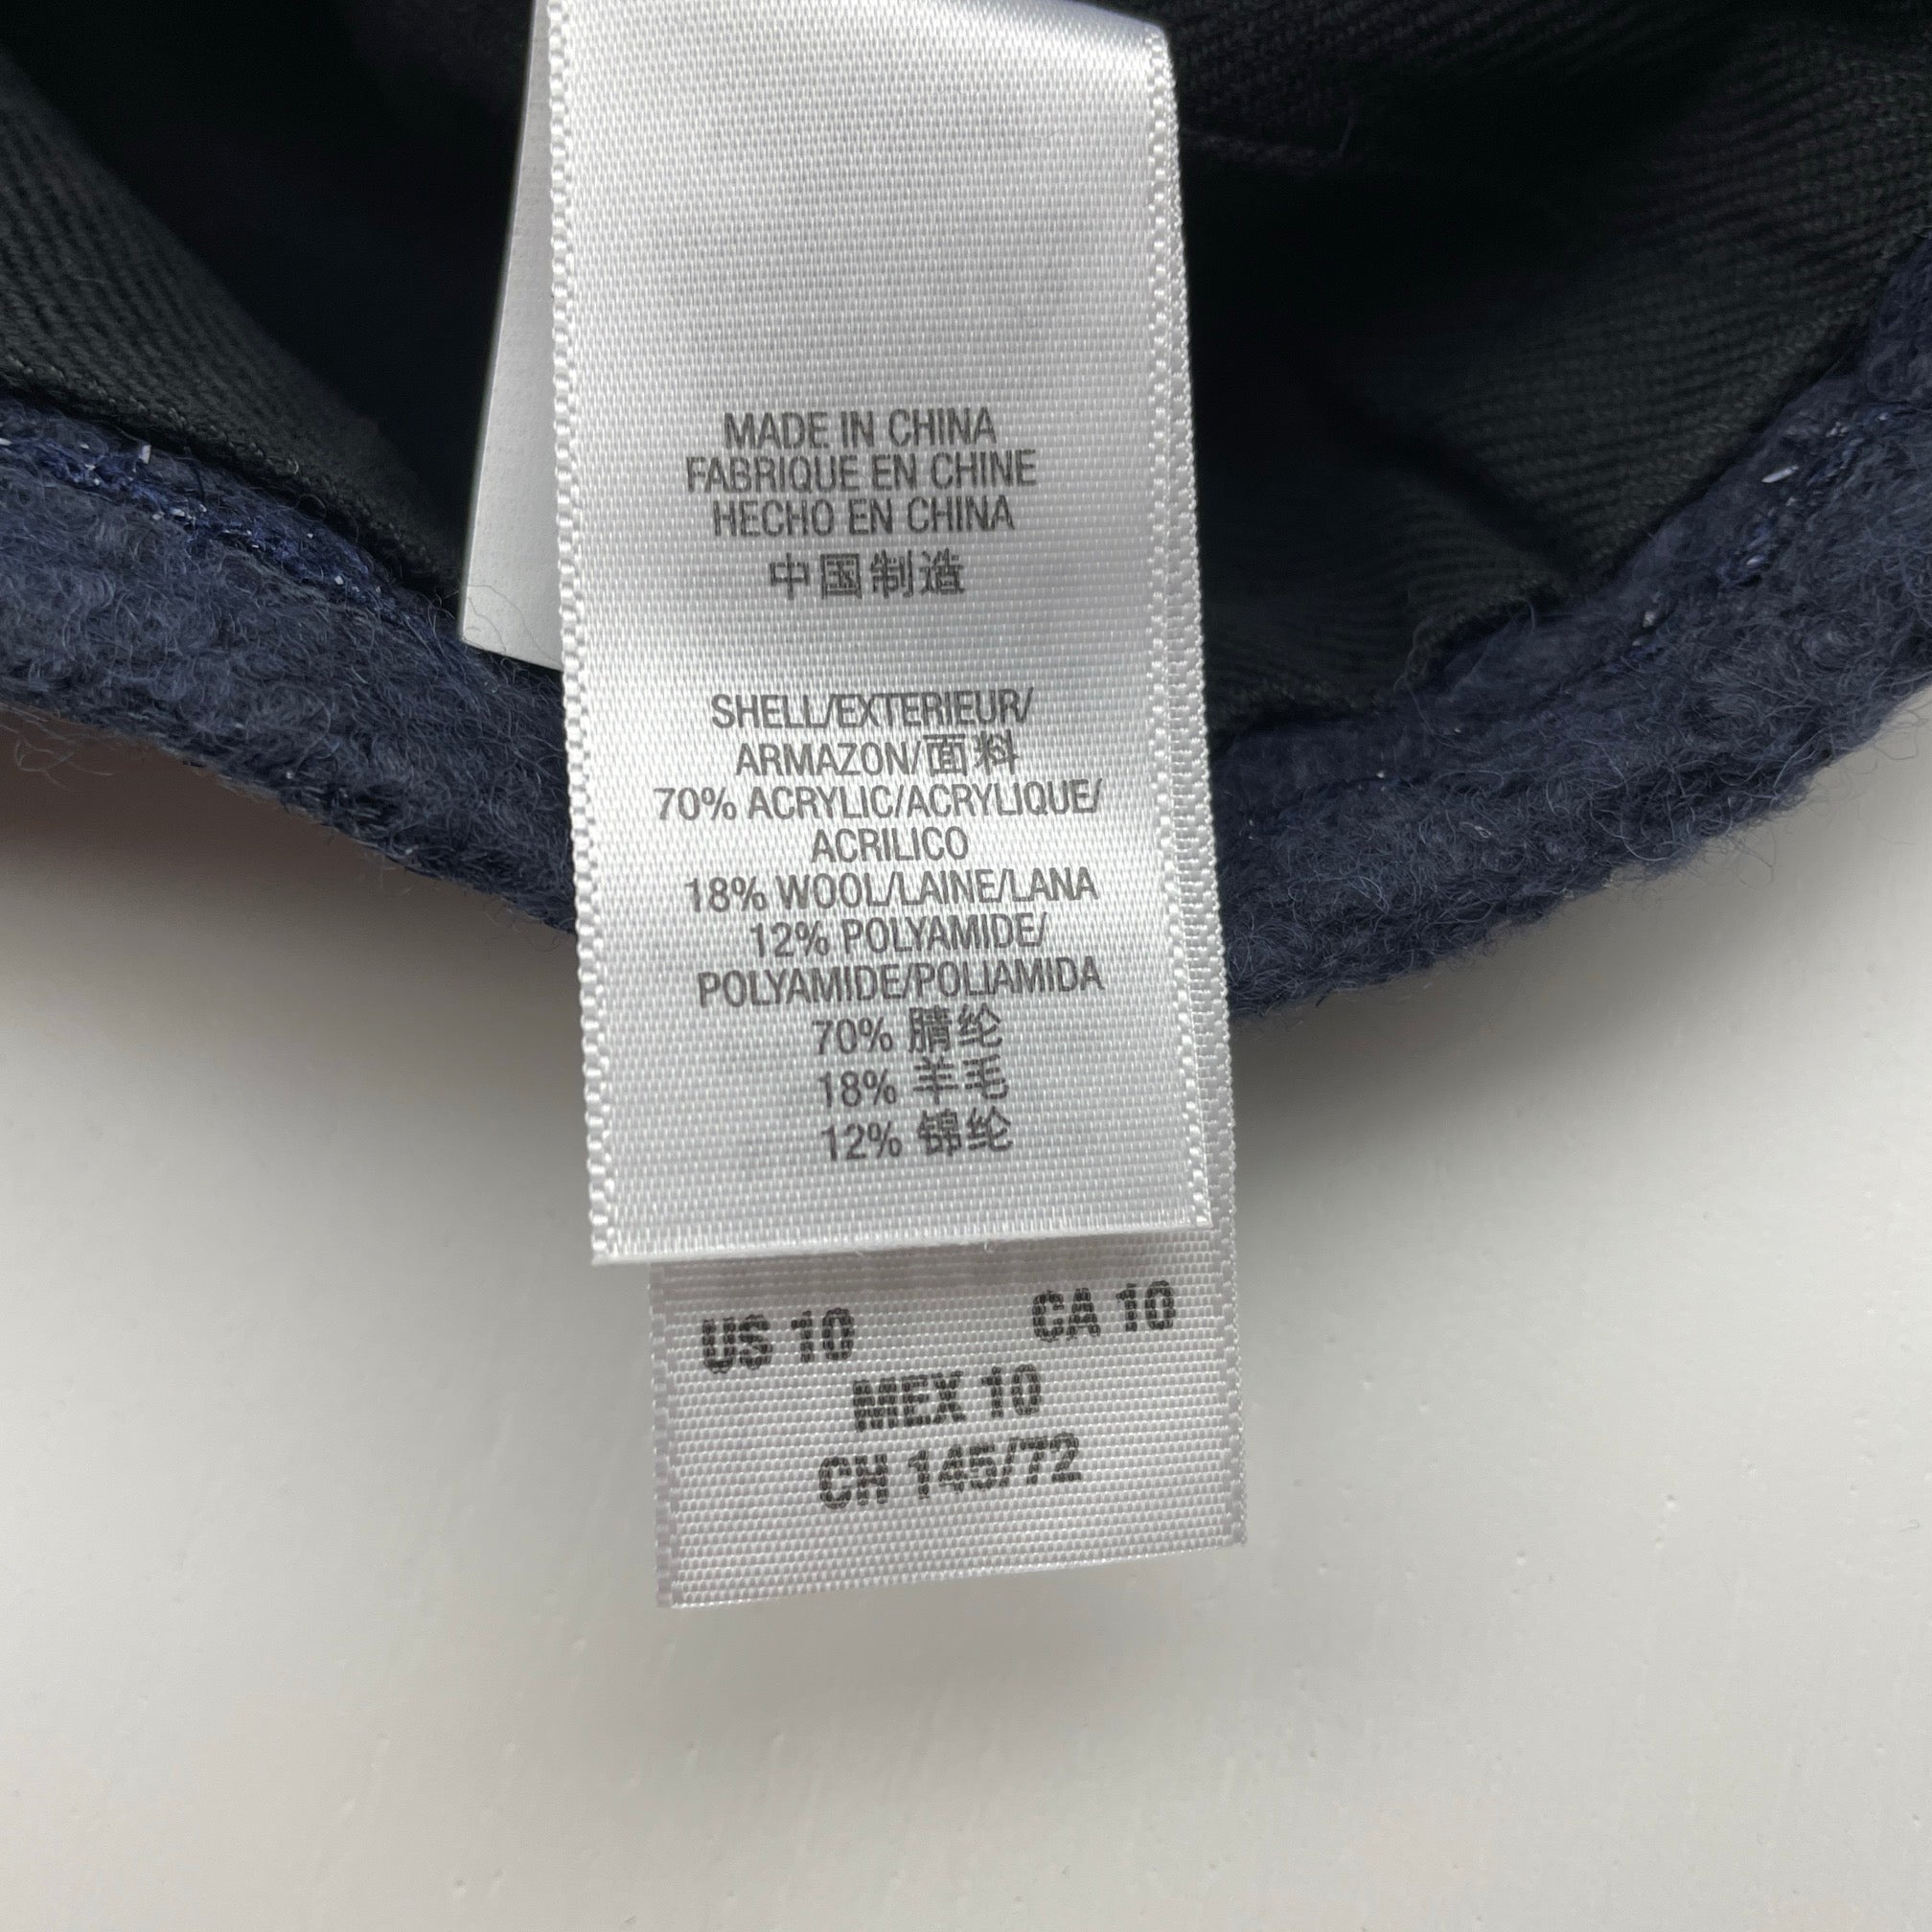 MADE IN CHINA
FABRIQUE EN CHINE
HECHO EN CHINA
中国制造
SHELL/EXTERIEUR/
ARMAZON/面料
70% ACRYLIC/ACRYLIQUE/
ACRILICO
18% WOOL/LAINE/LANA
12% POLYAMIDE/
POLYAMIDE/POLIAMIDA
70% 腈纶
18% 羊毛
12% 锦纶
US 10 CA 10
MEX 10
CH 145/72